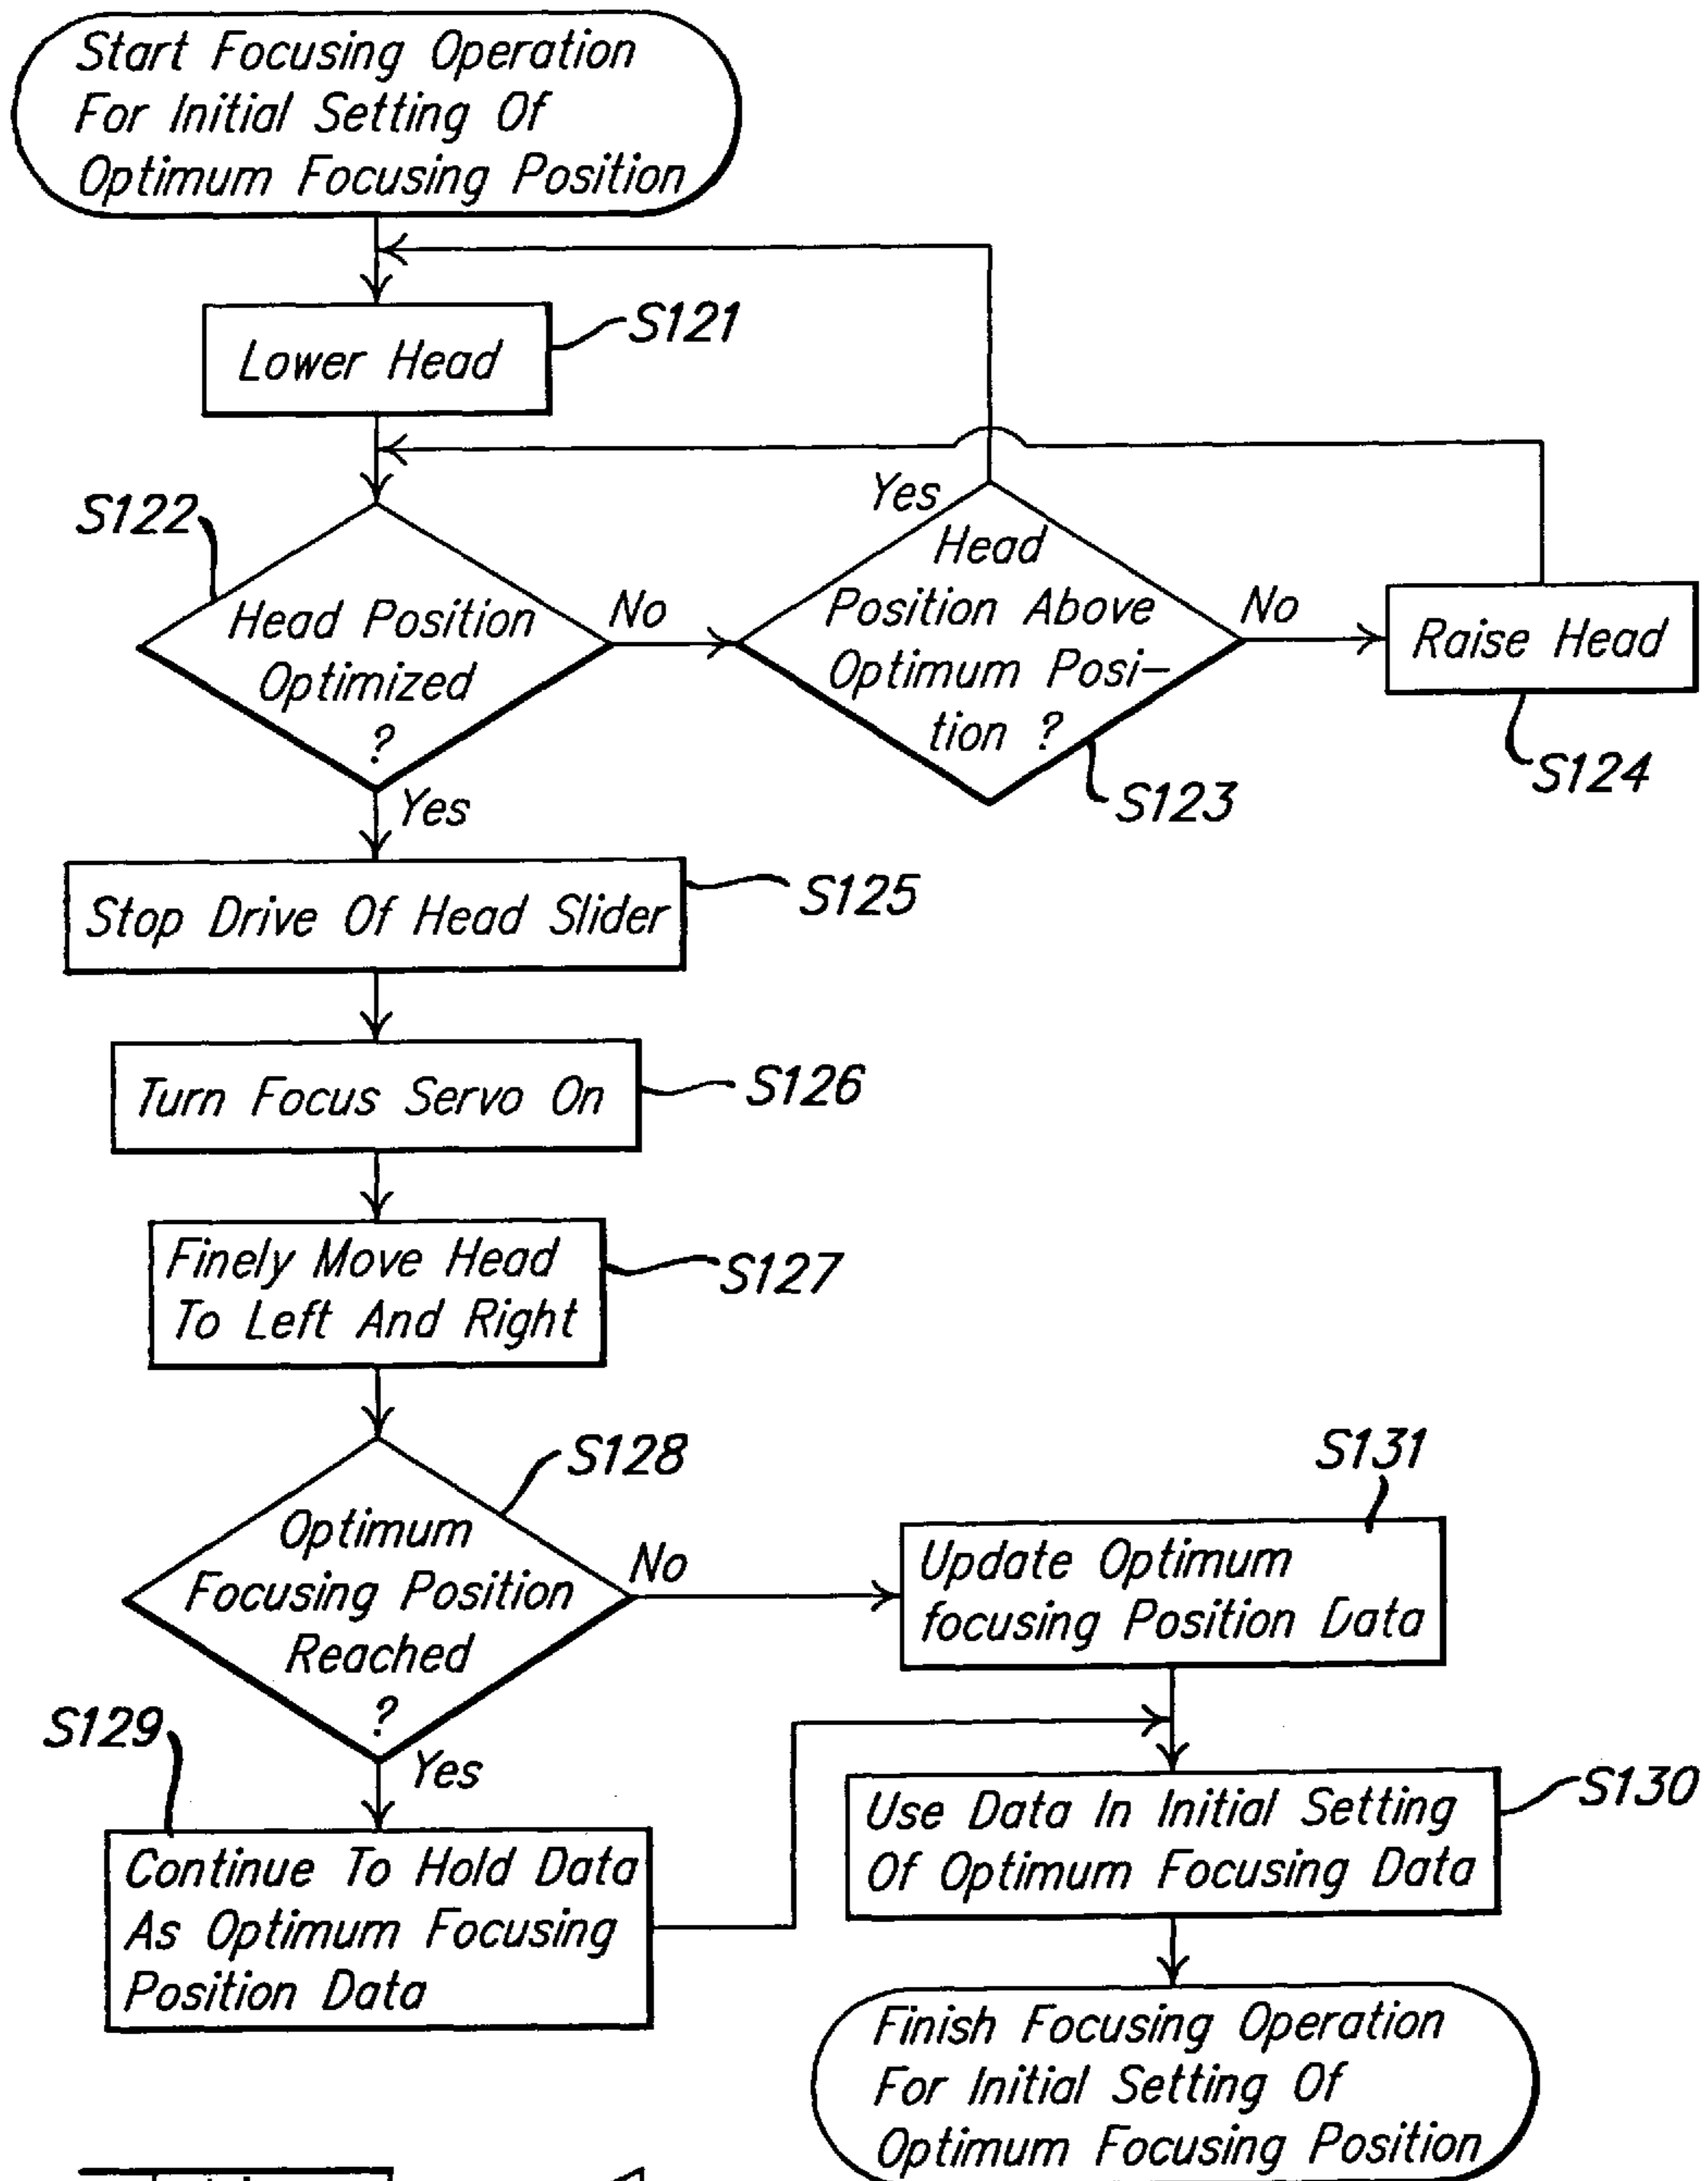 Start Focusing Operation
For Initial Setting Of
Optimum Focusing Position
Lower Head
S121
S122
Head Position
Optimized
?
No
Yes
Head
Position Above
Optimum Posi-
tion ?
S123
Yes
No
Raise Head
S124
Stop Drive Of Head Slider
S125
Turn Focus Servo On
S126
Finely Move Head
To Left And Right
S127
S128
Optimum
Focusing Position
Reached
?
No
Yes
S131
Update Optimum
focusing Position Data
S129
Continue To Hold Data
As Optimum Focusing
Position Data
S130
Use Data In Initial Setting
Of Optimum Focusing Data
Finish Focusing Operation
For Initial Setting Of
Optimum Focusing Position